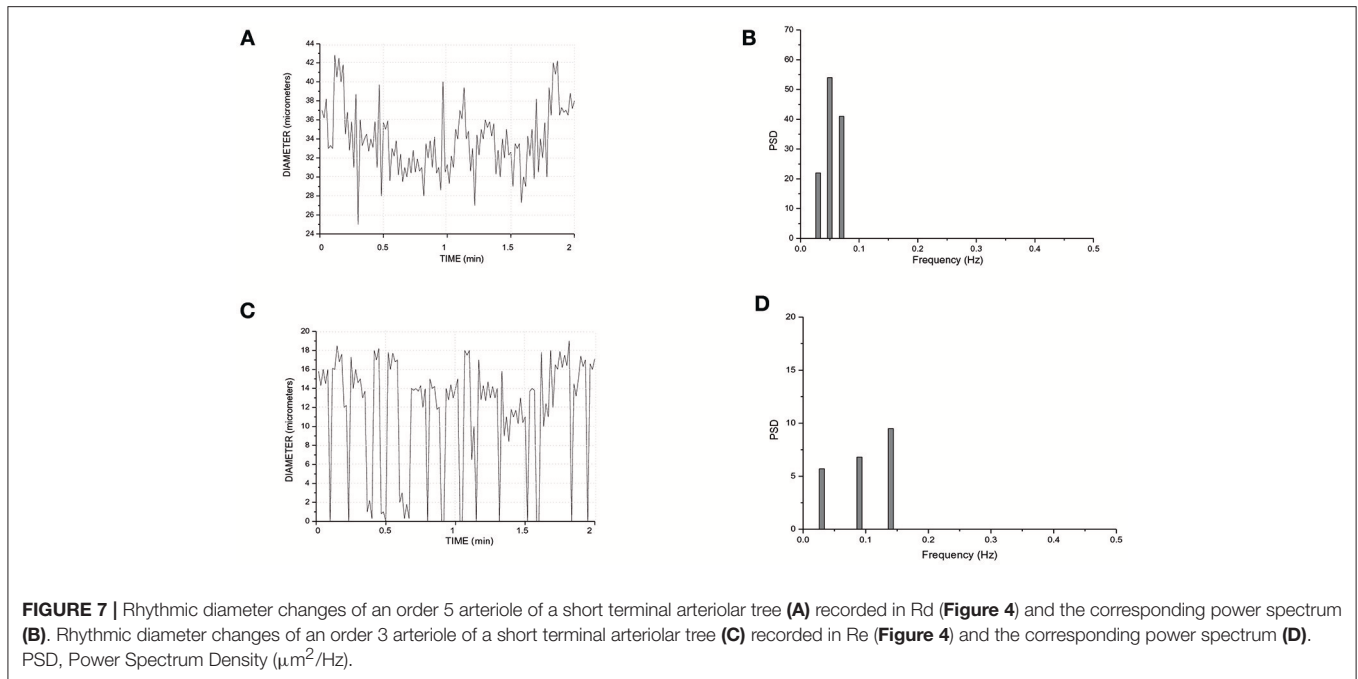 A
DIAMETER (micrometers)
44
42
40
38
36
34
32
30
28
26
24
0 0.5 1 1.5 2
TIME (min)
B
PSD
70
60
50
40
30
20
10
0
0.0 0.1 0.2 0.3 0.4 0.5
Frequency (Hz)
C
DIAMETER (micrometers)
20
18
16
14
12
10
8
6
4
2
0
0 0.5 1 1.5 2
TIME (min)
D
PSD
20
15
10
5
0
0.0 0.1 0.2 0.3 0.4 0.5
Frequency (Hz)
FIGURE 7 | Rhythmic diameter changes of an order 5 arteriole of a short terminal arteriolar tree (A) recorded in Rd (Figure 4) and the corresponding power spectrum
(B). Rhythmic diameter changes of an order 3 arteriole of a short terminal arteriolar tree (C) recorded in Re (Figure 4) and the corresponding power spectrum (D).
PSD, Power Spectrum Density (μm²/Hz).